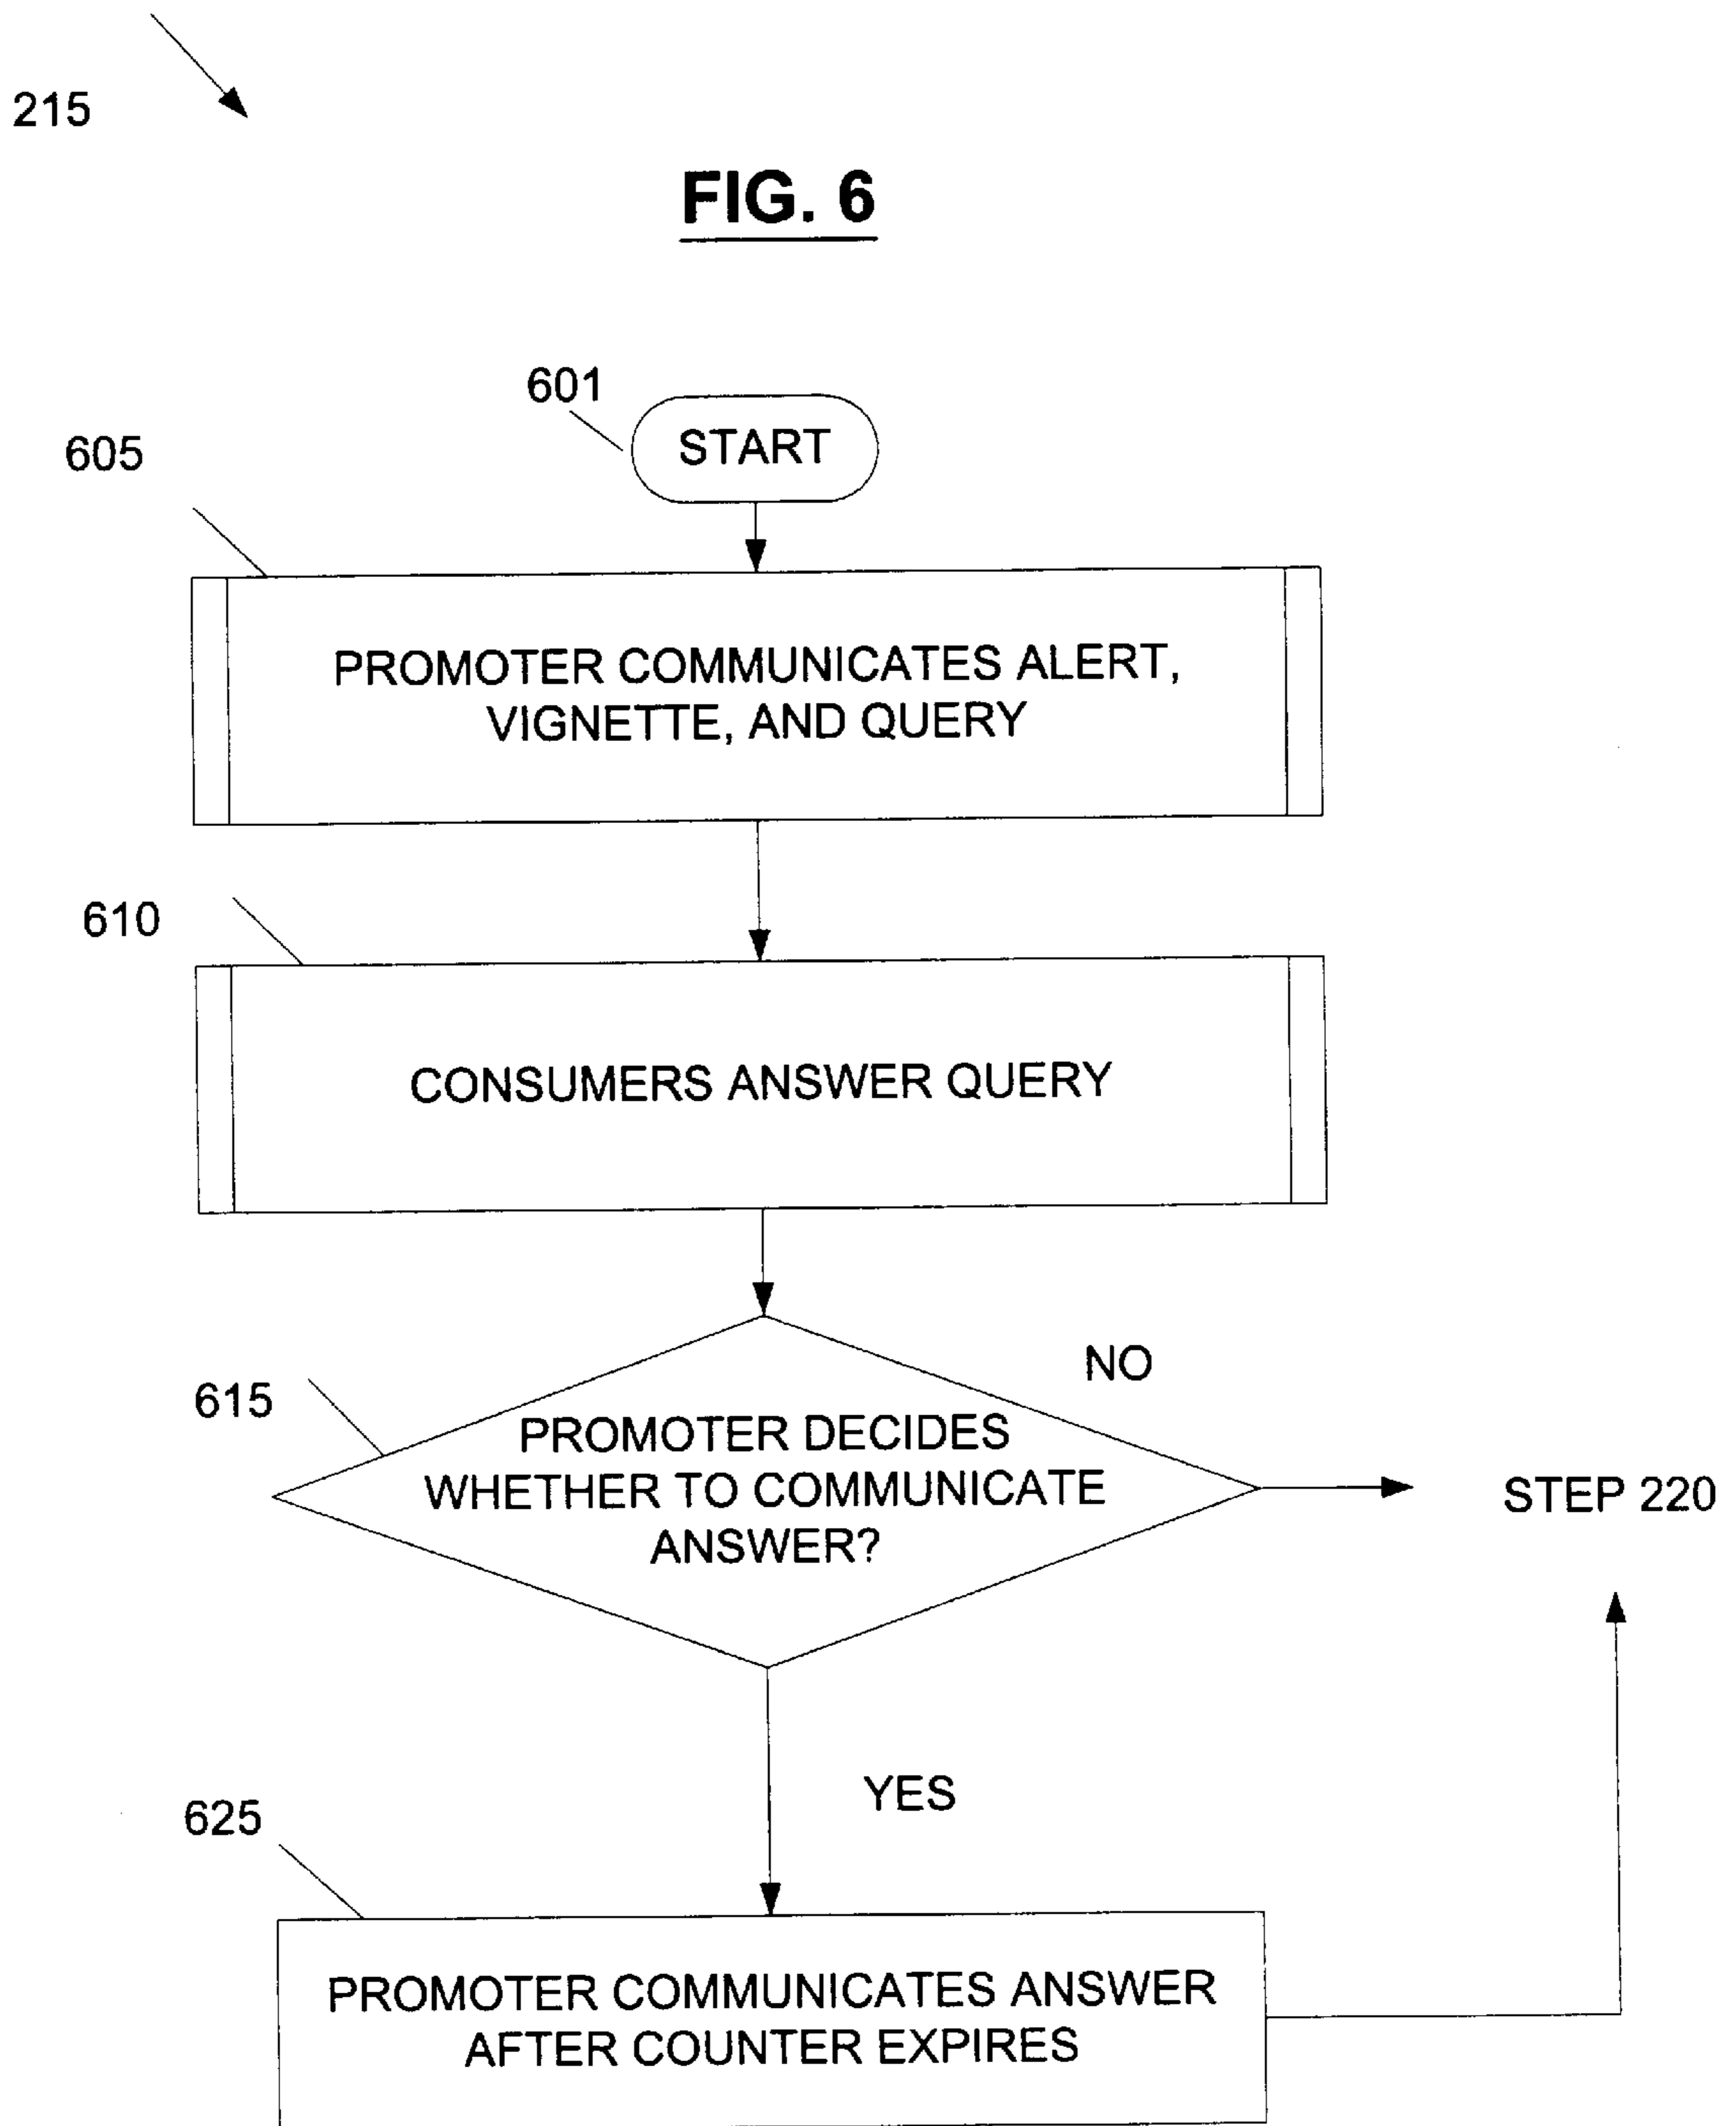 215
FIG. 6
601
START
605
PROMOTER COMMUNICATES ALERT,
VIGNETTE, AND QUERY
610
CONSUMERS ANSWER QUERY
615
NO
PROMOTER DECIDES
WHETHER TO COMMUNICATE
ANSWER?
STEP 220
YES
625
PROMOTER COMMUNICATES ANSWER
AFTER COUNTER EXPIRES